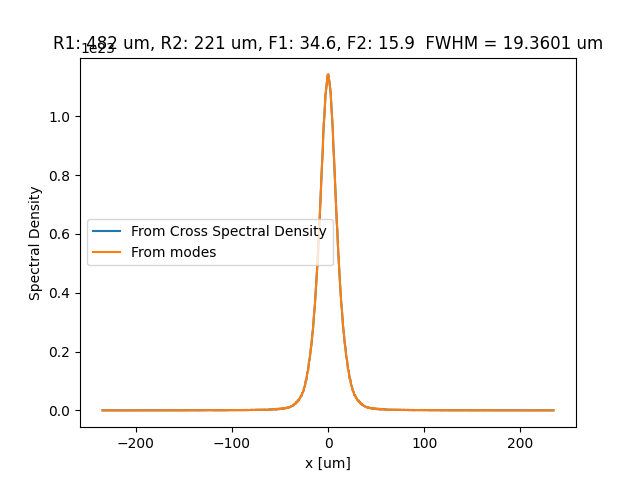 R1: 482 um, R2: 221 um, F1: 34.6, F2: 15.9  FWHM = 19.3601 um
1e23
1.0
0.8
0.6
0.4
0.2
0.0
Spectral Density
From Cross Spectral Density
From modes
−200
−100
0
100
200
x [um]